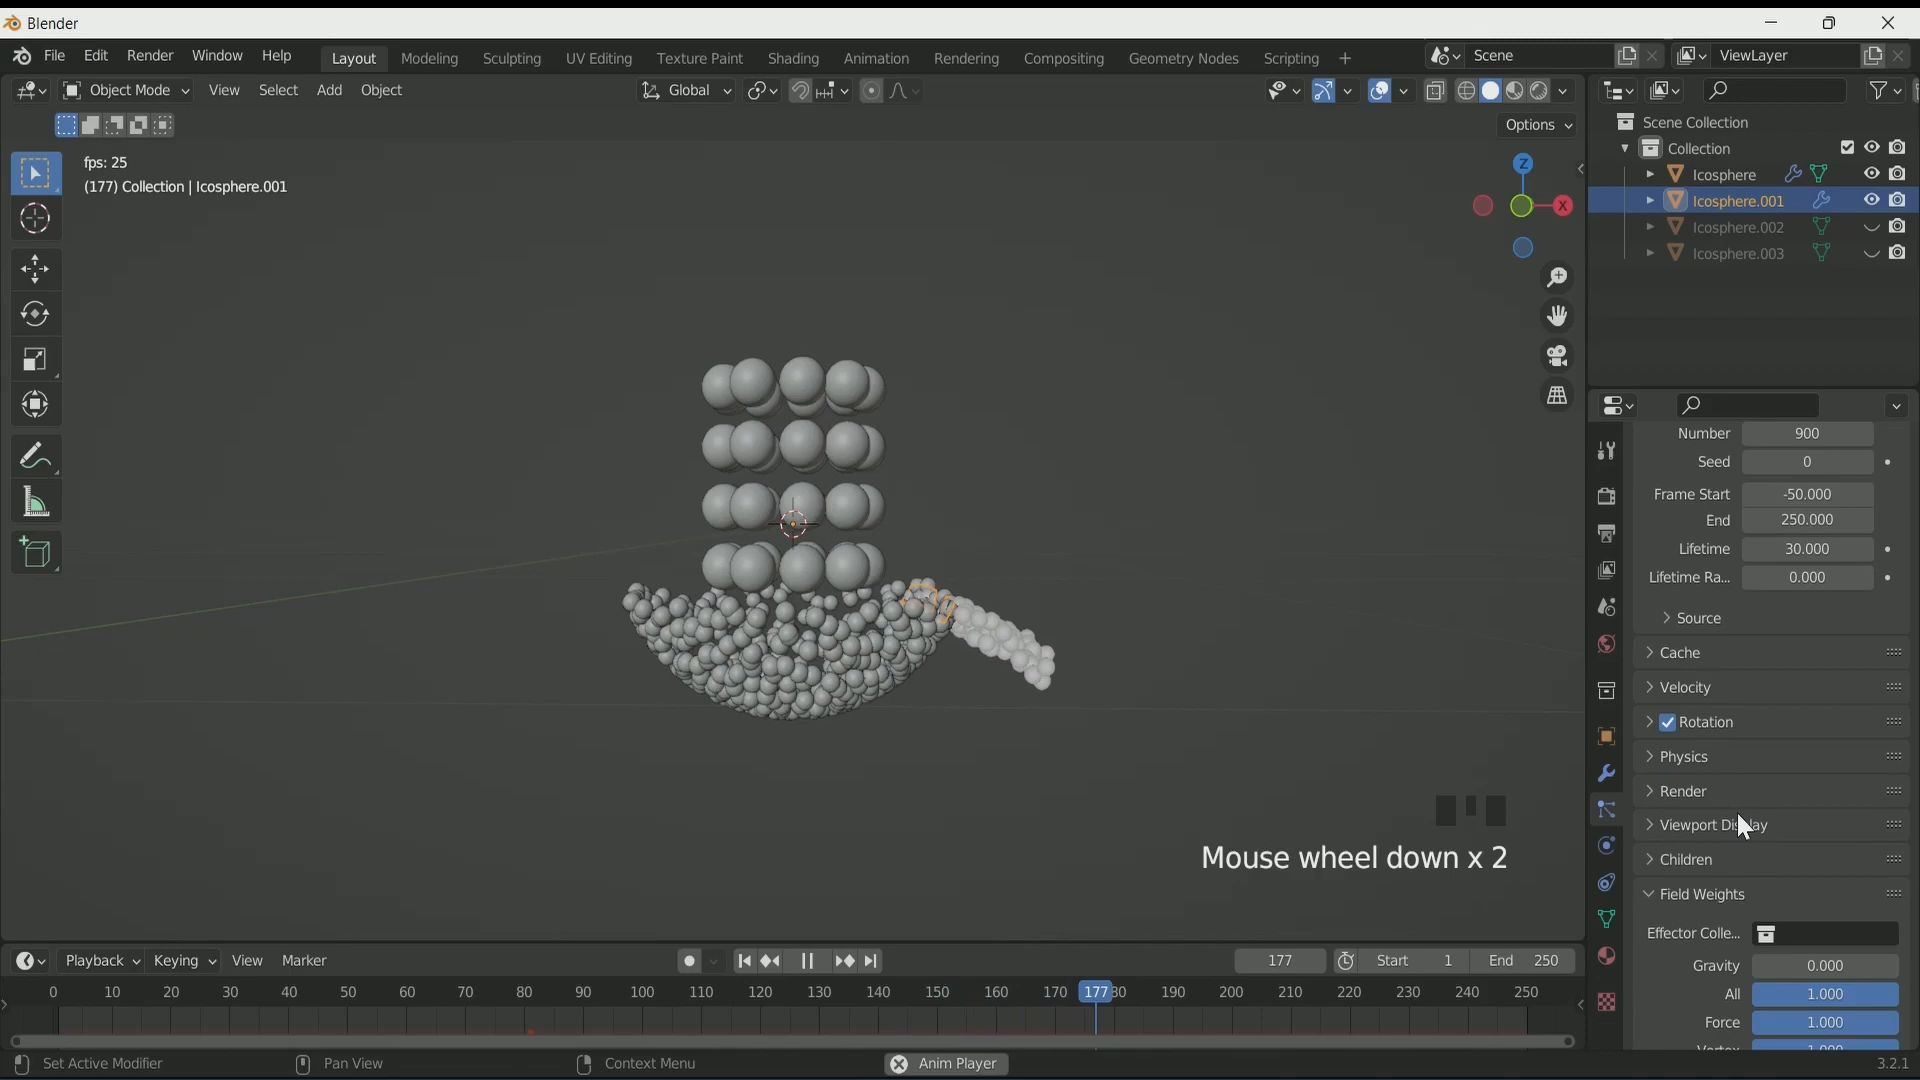 Blender
File Edit Render Window Help Layout Modeling Sculpting UV Editing Texture Paint Shading Animation Rendering Compositing Geometry Nodes Scripting + Scene ViewLayer
Object Mode View Select Add Object Global
Options
fps: 25
(177) Collection | Icosphere.001
Z
X
Scene Collection
Collection
Icosphere
Icosphere.001
Icosphere.002
Icosphere.003
Number 900
Seed 0
Frame Start -50.000
End 250.000
Lifetime 30.000
Lifetime Ra... 0.000
Source
Cache
Velocity
Rotation
Physics
Render
Viewport Display
Children
Field Weights
Effector Colle...
Gravity 0.000
All 1.000
Force 1.000
Vortex 1.000
Mouse wheel down x 2
Playback Keying View Marker 177 Start 1 End 250
0 10 20 30 40 50 60 70 80 90 100 110 120 130 140 150 160 170 177 80 190 200 210 220 230 240 250
Set Active Modifier Pan View Context Menu Anim Player 3.2.1